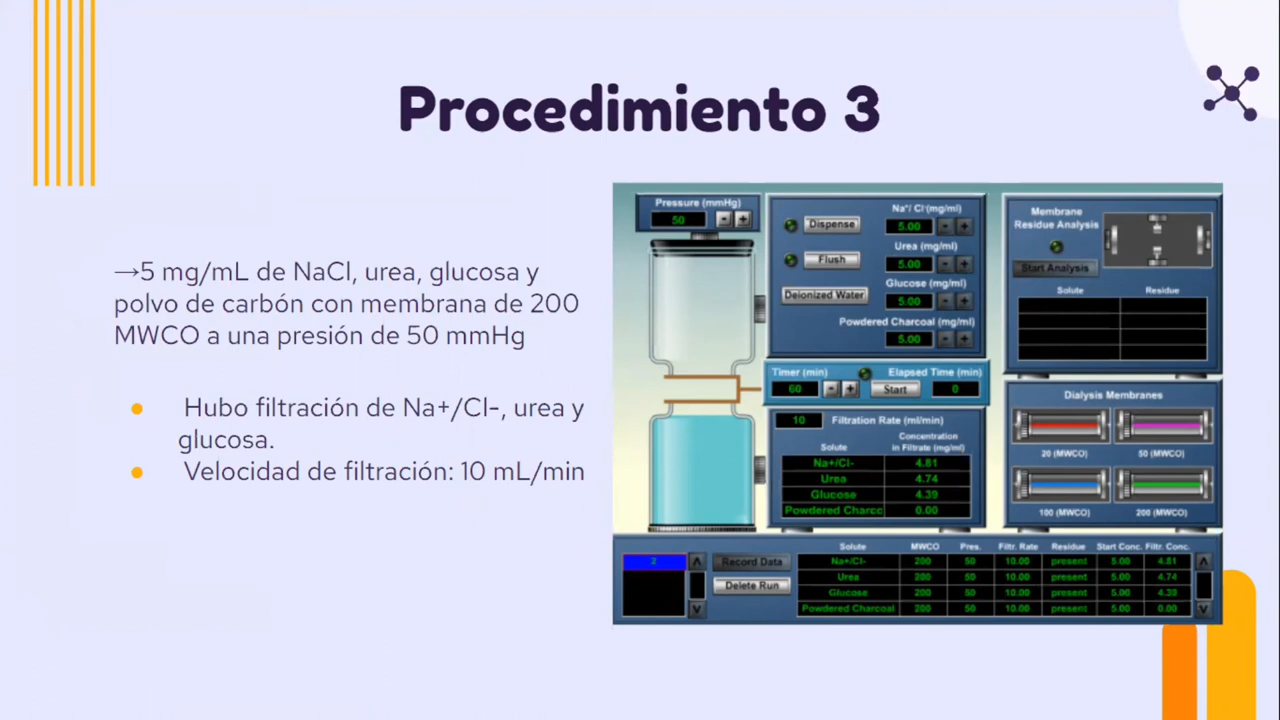 Procedimiento 3
→5 mg/mL de NaCl, urea, glucosa y
polvo de carbón con membrana de 200
MWCO a una presión de 50 mmHg
● Hubo filtración de Na+/Cl-, urea y
glucosa.
● Velocidad de filtración: 10 mL/min
Pressure (mmHg)
50 - +
Na⁺/ Cl⁻(mg/ml)
Dispense 5.00 - +
Urea (mg/ml)
Flush 5.00 - +
Glucose (mg/ml)
Deionized Water 5.00 - +
Powdered Charcoal (mg/ml)
5.00 - +
Timer (min) Elapsed Time (min)
60 - + Start 0
10 Filtration Rate (ml/min)
Solute Concentration in Filtrate (mg/ml)
Na+/Cl- 4.81
Urea 4.74
Glucose 4.39
Powdered Charco 0.00
Membrane
Residue Analysis
Start Analysis
Solute Residue
Dialysis Membranes
20 (MWCO) 50 (MWCO)
100 (MWCO) 200 (MWCO)
2
Record Data
Delete Run
Solute MWCO Pres. Filtr. Rate Residue Start Conc. Filtr. Conc.
Na+/Cl- 200 50 10.00 present 5.00 4.81
Urea 200 50 10.00 present 5.00 4.74
Glucose 200 50 10.00 present 5.00 4.39
Powdered Charcoal 200 50 10.00 present 5.00 0.00